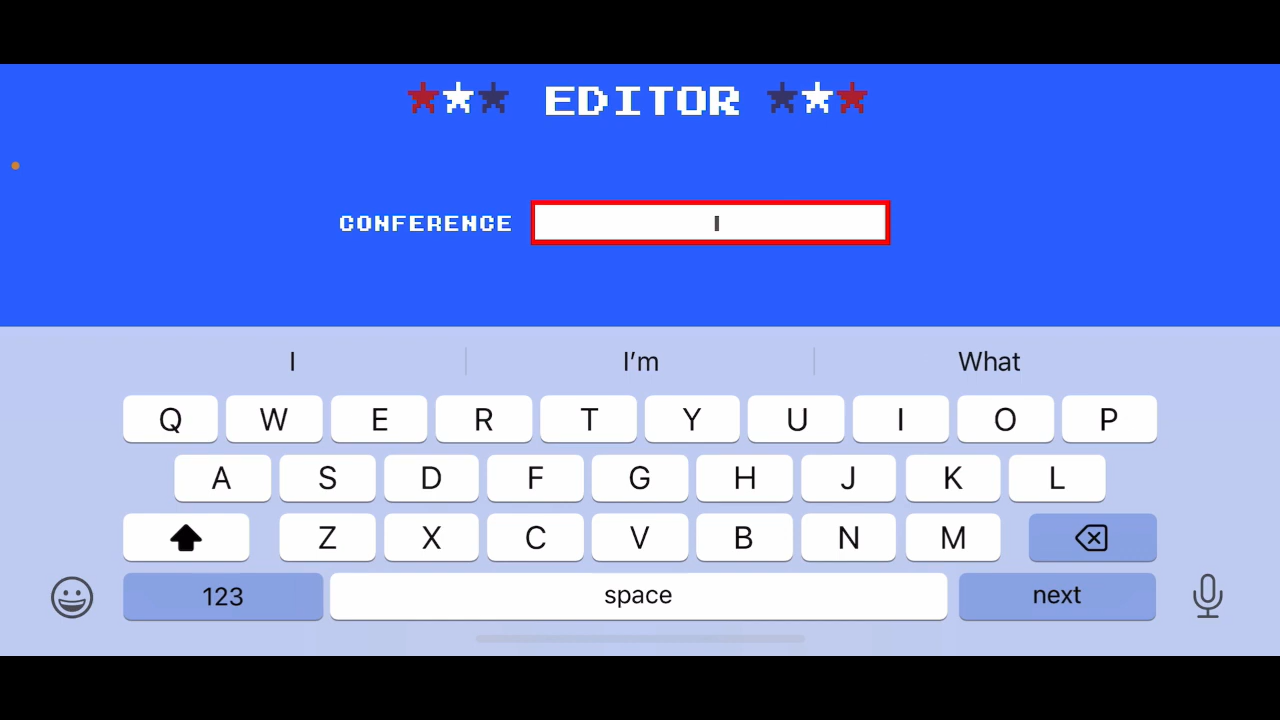 EDITOR
CONFERENCE
I I’m What
Q W E R T Y U I O P
A S D F G H J K L
Z X C V B N M
123 space next